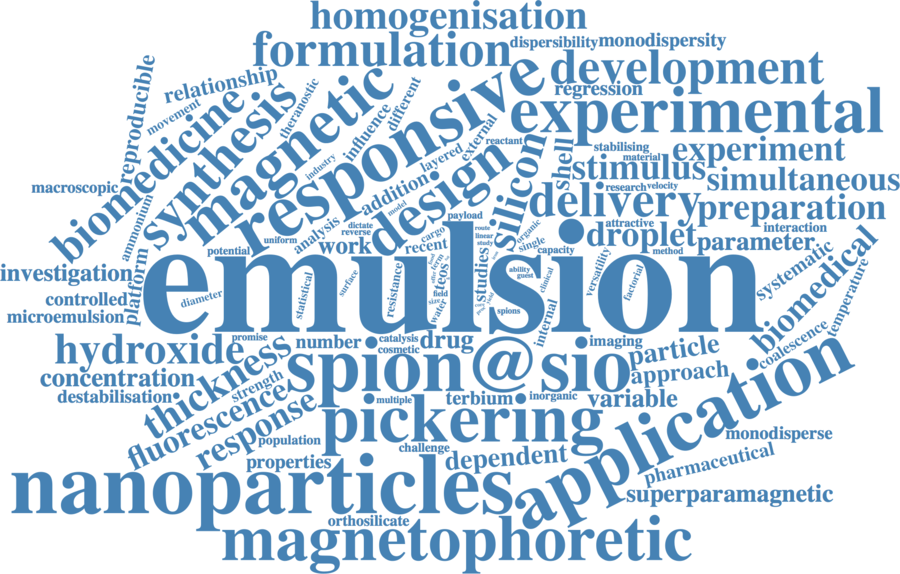 homogenisation
formulation
dispersibility
monodispersity
reproducible
relationship
movement
theranostic
magnetic
influence
different
responsive
development
regression
experimental
biomedicine
synthesis
industry
external
reactant
layered
addition
model
design
silicon
shell
stabilising
material
experiment
stimulus
research
velocity
simultaneous
macroscopic
ammonium
delivery
preparation
payload
attractive
interaction
droplet
parameter
method
analysis
dictate
reverse
work
recent
cargo
route
linear
study
organic
single
capacity
potential
uniform
investigation
platform
controlled
microemulsion
diameter
statistical
surface
resistance
term
teos
field
size
water
studies
ability
guest
clinical
spions
internal
versatility
factorial
systematic
biomedical
temperature
coalescence
emulsion
hydroxide
promise
number
catalysis
cosmetic
drug
imaging
particle
approach
concentration
destabilisation
thickness
strength
spion@sio
multiple
terbium
inorganic
variable
fluorescence
response
population
pickering
challenge
dependent
application
monodisperse
pharmaceutical
superparamagnetic
properties
nanoparticles
orthosilicate
magnetophoretic